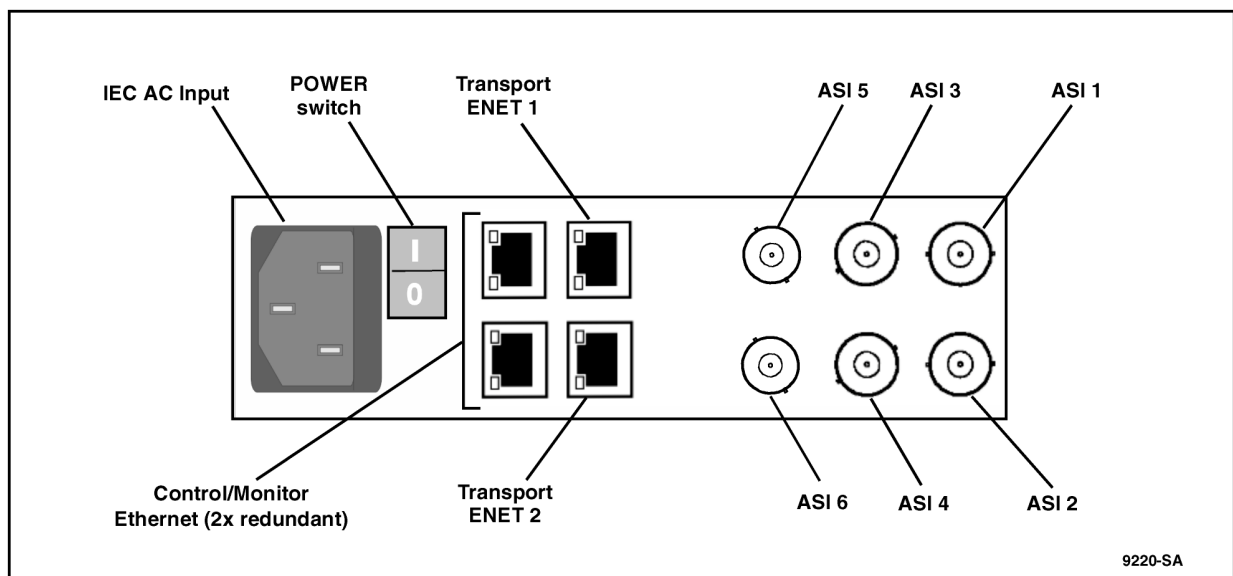 IEC AC Input
POWER
switch
Transport
ENET 1
ASI 5
ASI 3
ASI 1
I
0
Control/Monitor
Ethernet (2x redundant)
Transport
ENET 2
ASI 6
ASI 4
ASI 2
9220-SA